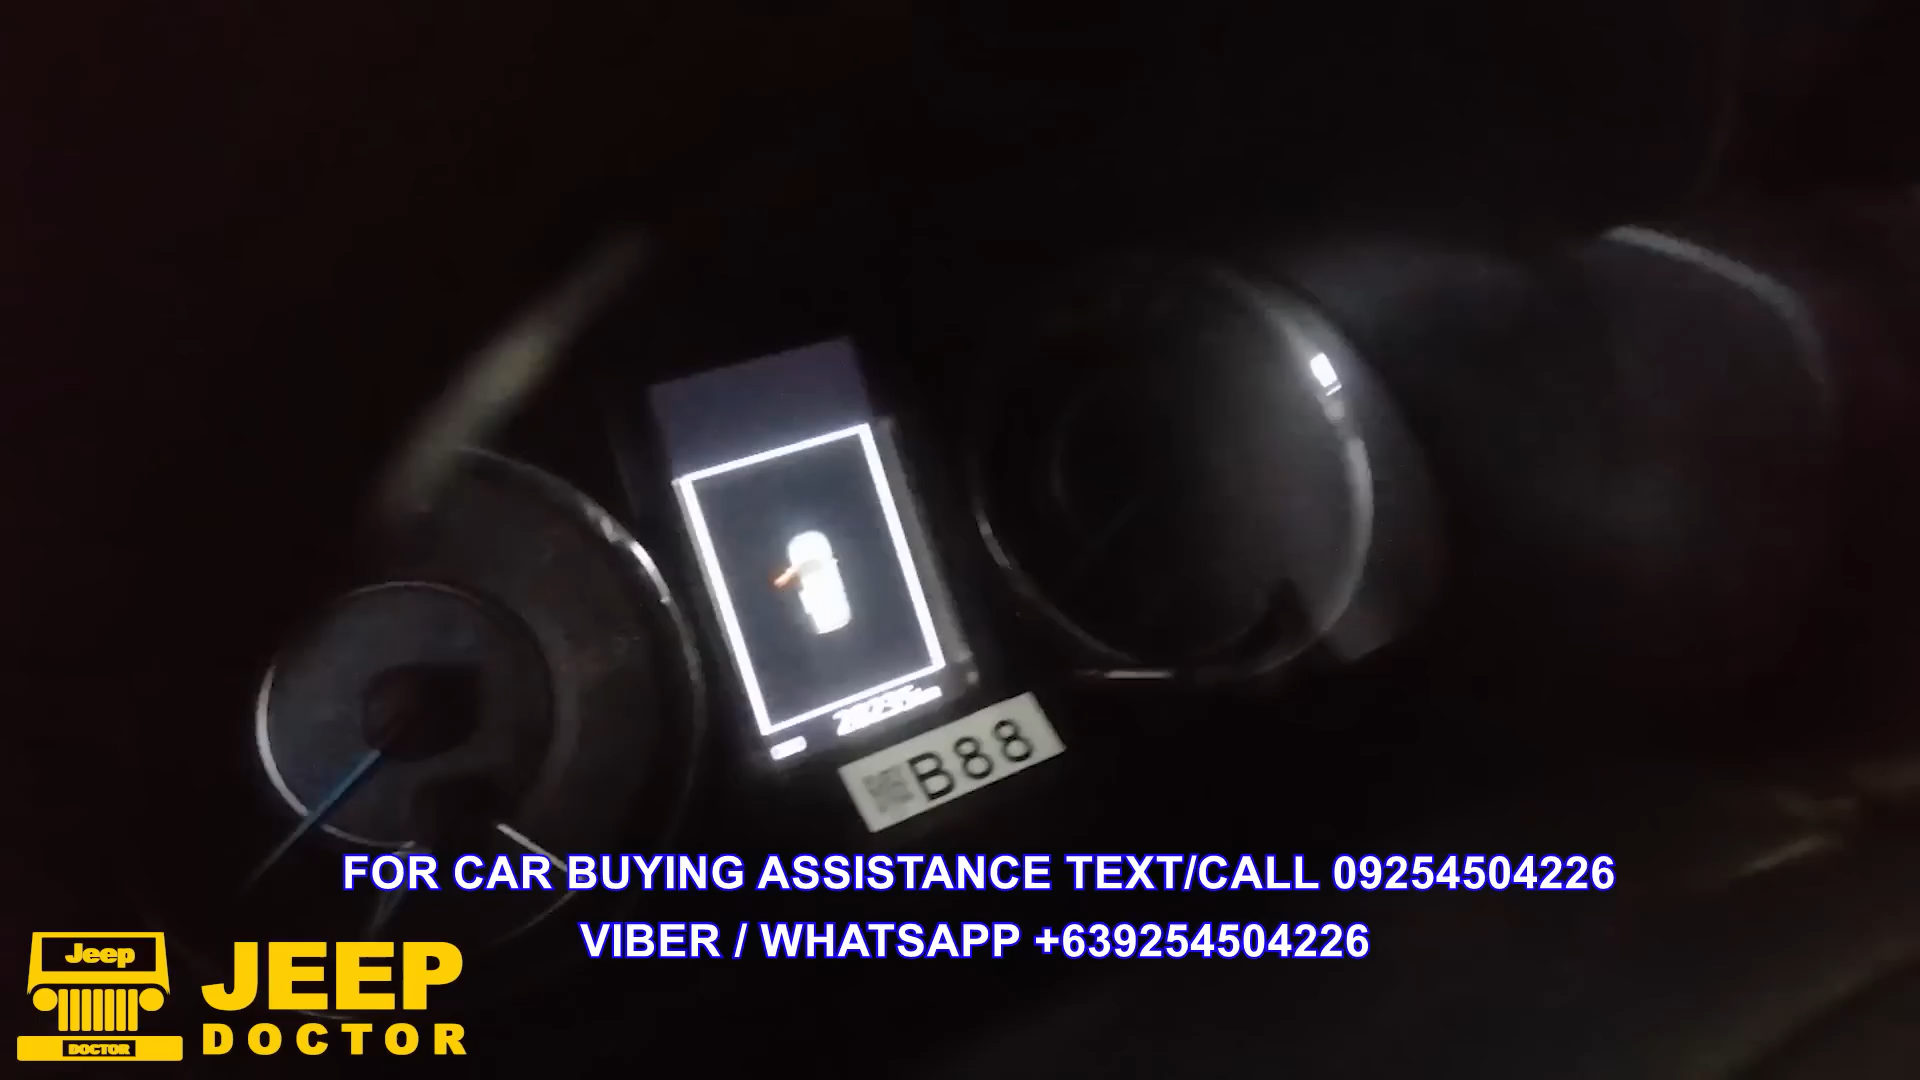 B88
FOR CAR BUYING ASSISTANCE TEXT/CALL 09254504226
VIBER / WHATSAPP +639254504226
Jeep
DOCTOR
JEEP
DOCTOR